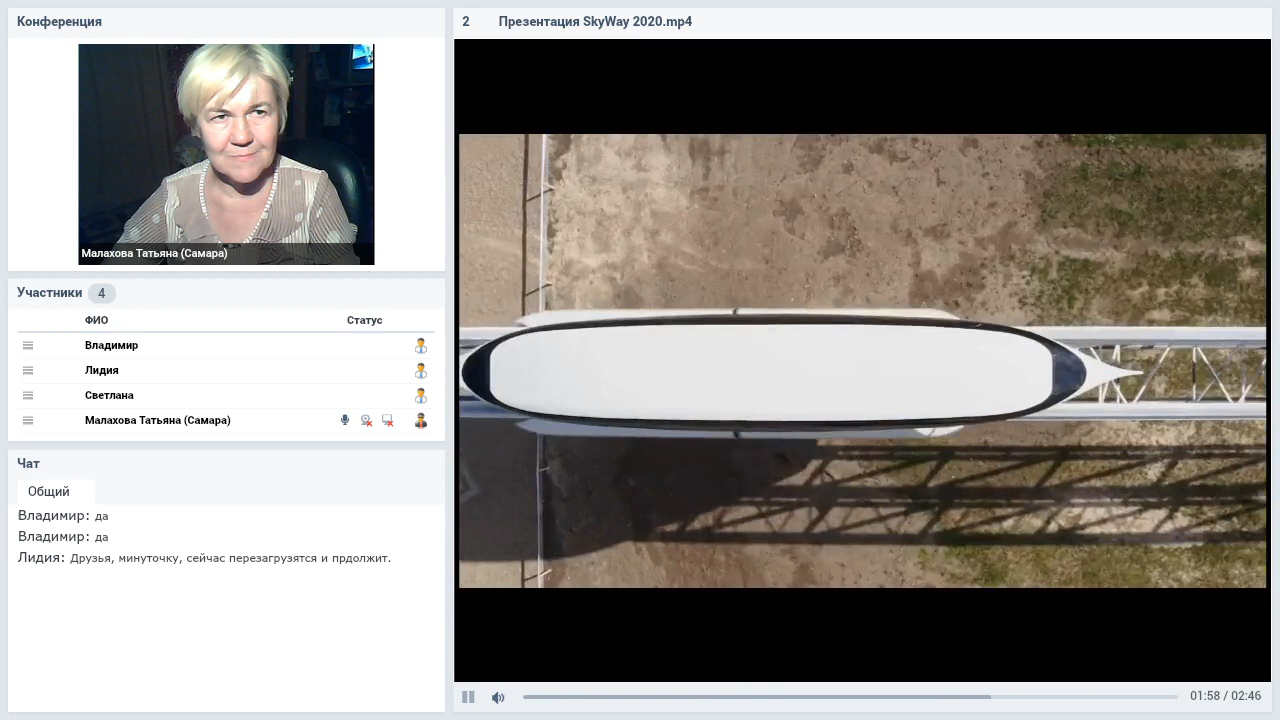 Конференция
Малахова Татьяна (Самара)
Участники 4
ФИО Статус
Владимир
Лидия
Светлана
Малахова Татьяна (Самара)
Чат
Общий
Владимир: да
Владимир: да
Лидия: Друзья, минуточку, сейчас перезагрузятся и прдолжит.
2 Презентация SkyWay 2020.mp4
01:58 / 02:46